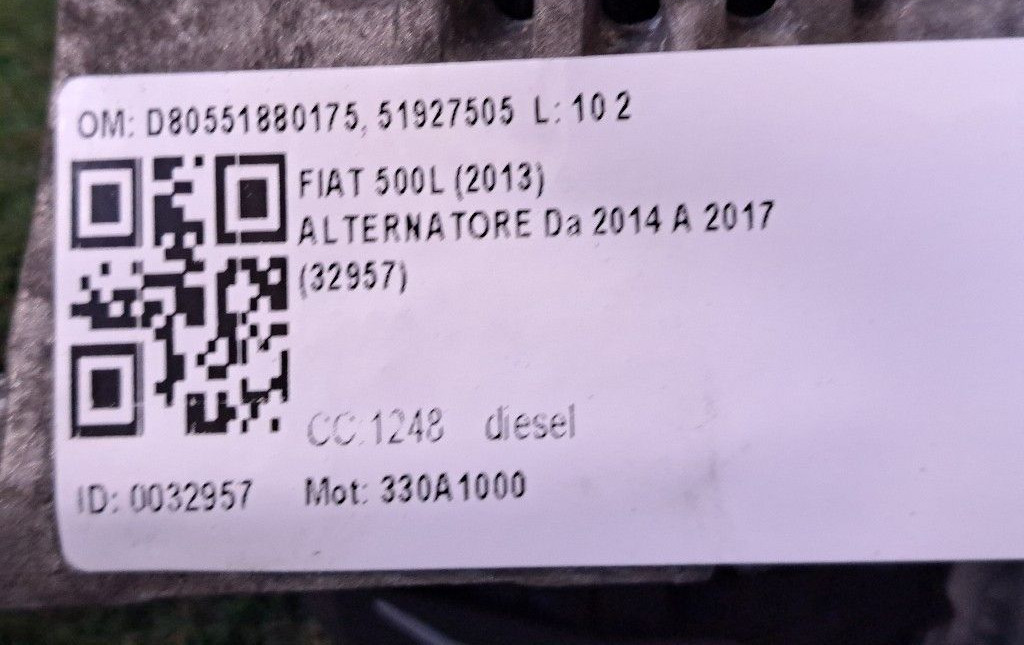 OM: D80551880175, 51927505 L: 10 2
FIAT 500L (2013)
ALTERNATORE Da 2014 A 2017
(32957)
CC:1248 diesel
ID: 0032957 Mot: 330A1000